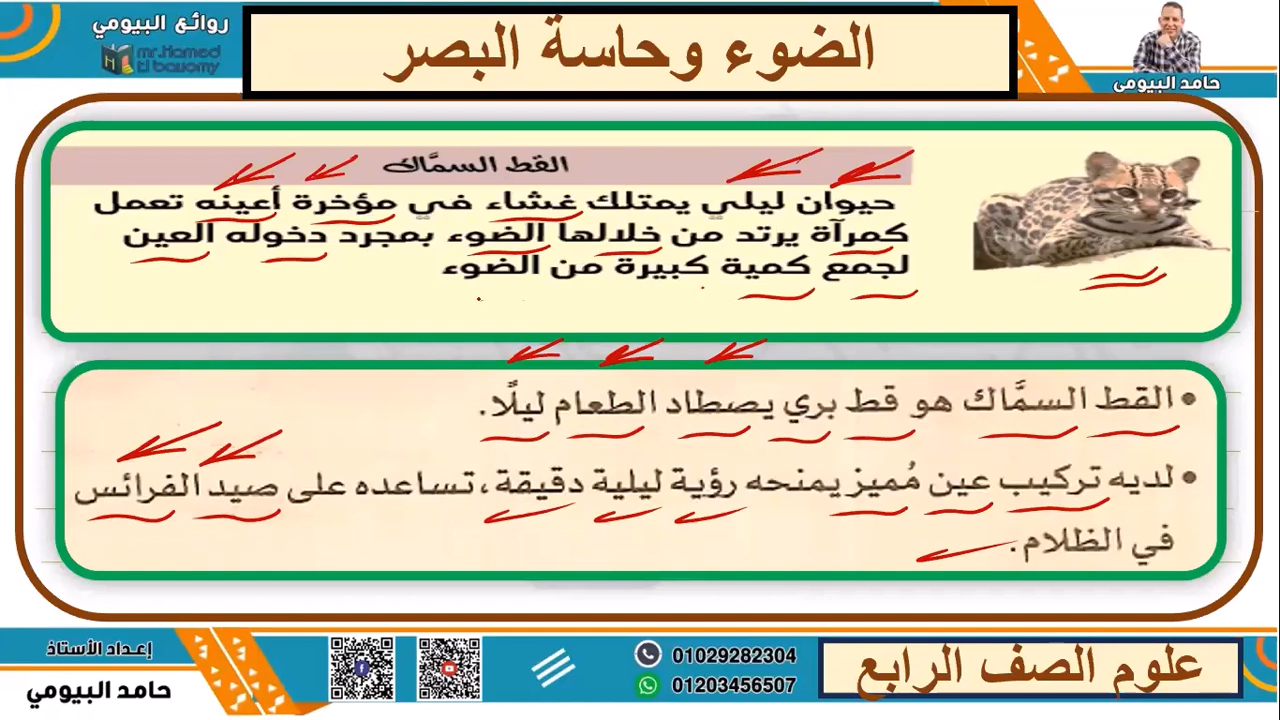 روائع البيومي
mr.Hamed
El bauomy
الضوء وحاسة البصر
حامد البيومى
القط السمَّاك
حيوان ليلي يمتلك غشاء في مؤخرة أعينه تعمل
كمرآة يرتد من خلالها الضوء بمجرد دخوله العين
لجمع كمية كبيرة من الضوء
• القط السمَّاك هو قط بري يصطاد الطعام ليلًا.
• لديه تركيب عين مُميز يمنحه رؤية ليلية دقيقة، تساعده على صيد الفرائس
في الظلام.
علوم الصف الرابع
01029282304
01203456507
إعداد الأستاذ
حامد البيومي